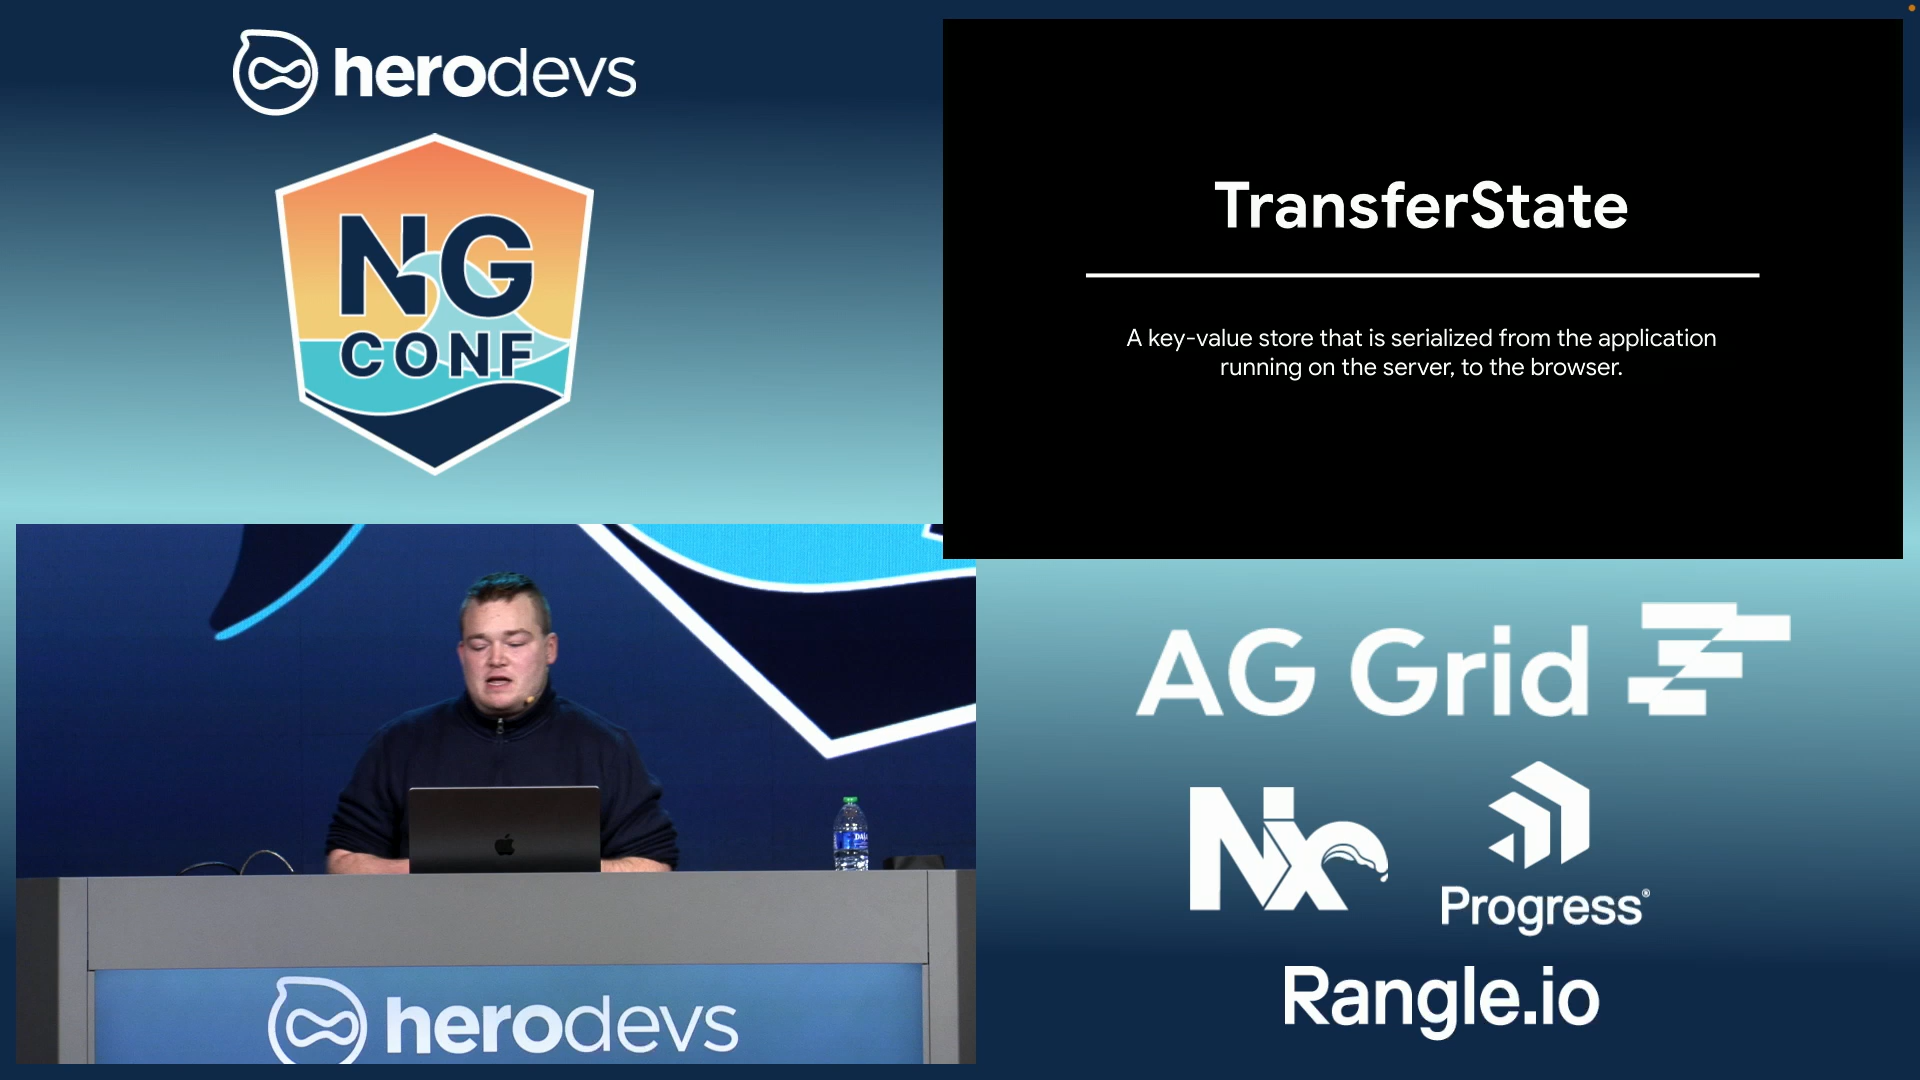 herodevs
NG
CONF
TransferState
A key-value store that is serialized from the application
running on the server, to the browser.
herodevs
AG Grid
Nx
Progress®
Rangle.io